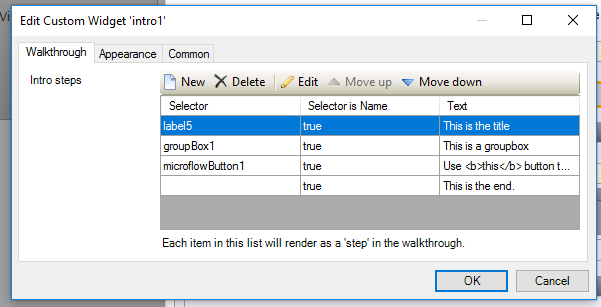 Edit Custom Widget 'intro1'
Walkthrough Appearance Common
Intro steps
New Delete Edit Move up Move down
Selector Selector is Name Text
label5 true This is the title
groupBox1 true This is a groupbox
microflowButton1 true Use <b>this</b> button t...
true This is the end.
Each item in this list will render as a 'step' in the walkthrough.
OK Cancel